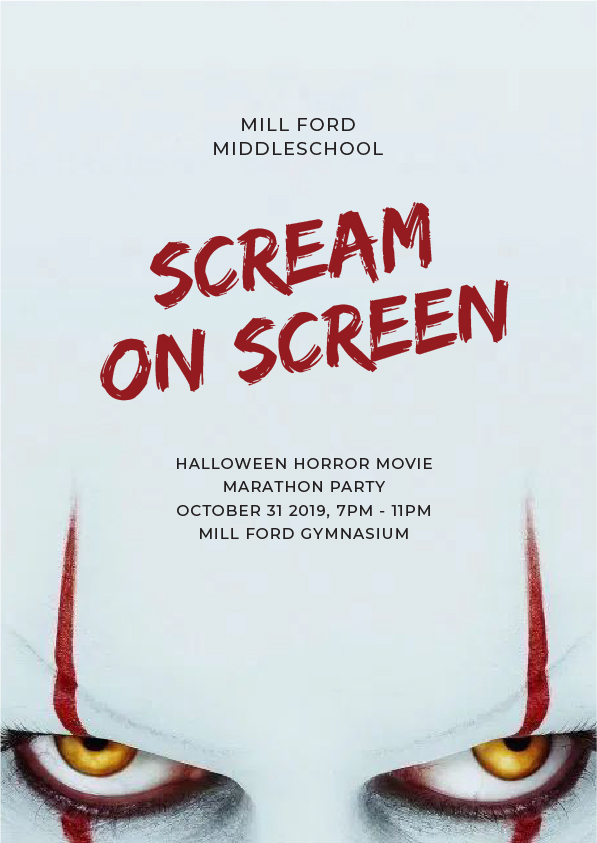 MILL FORD
MIDDLESCHOOL
SCREAM
ON SCREEN
HALLOWEEN HORROR MOVIE
MARATHON PARTY
OCTOBER 31 2019, 7PM - 11PM
MILL FORD GYMNASIUM